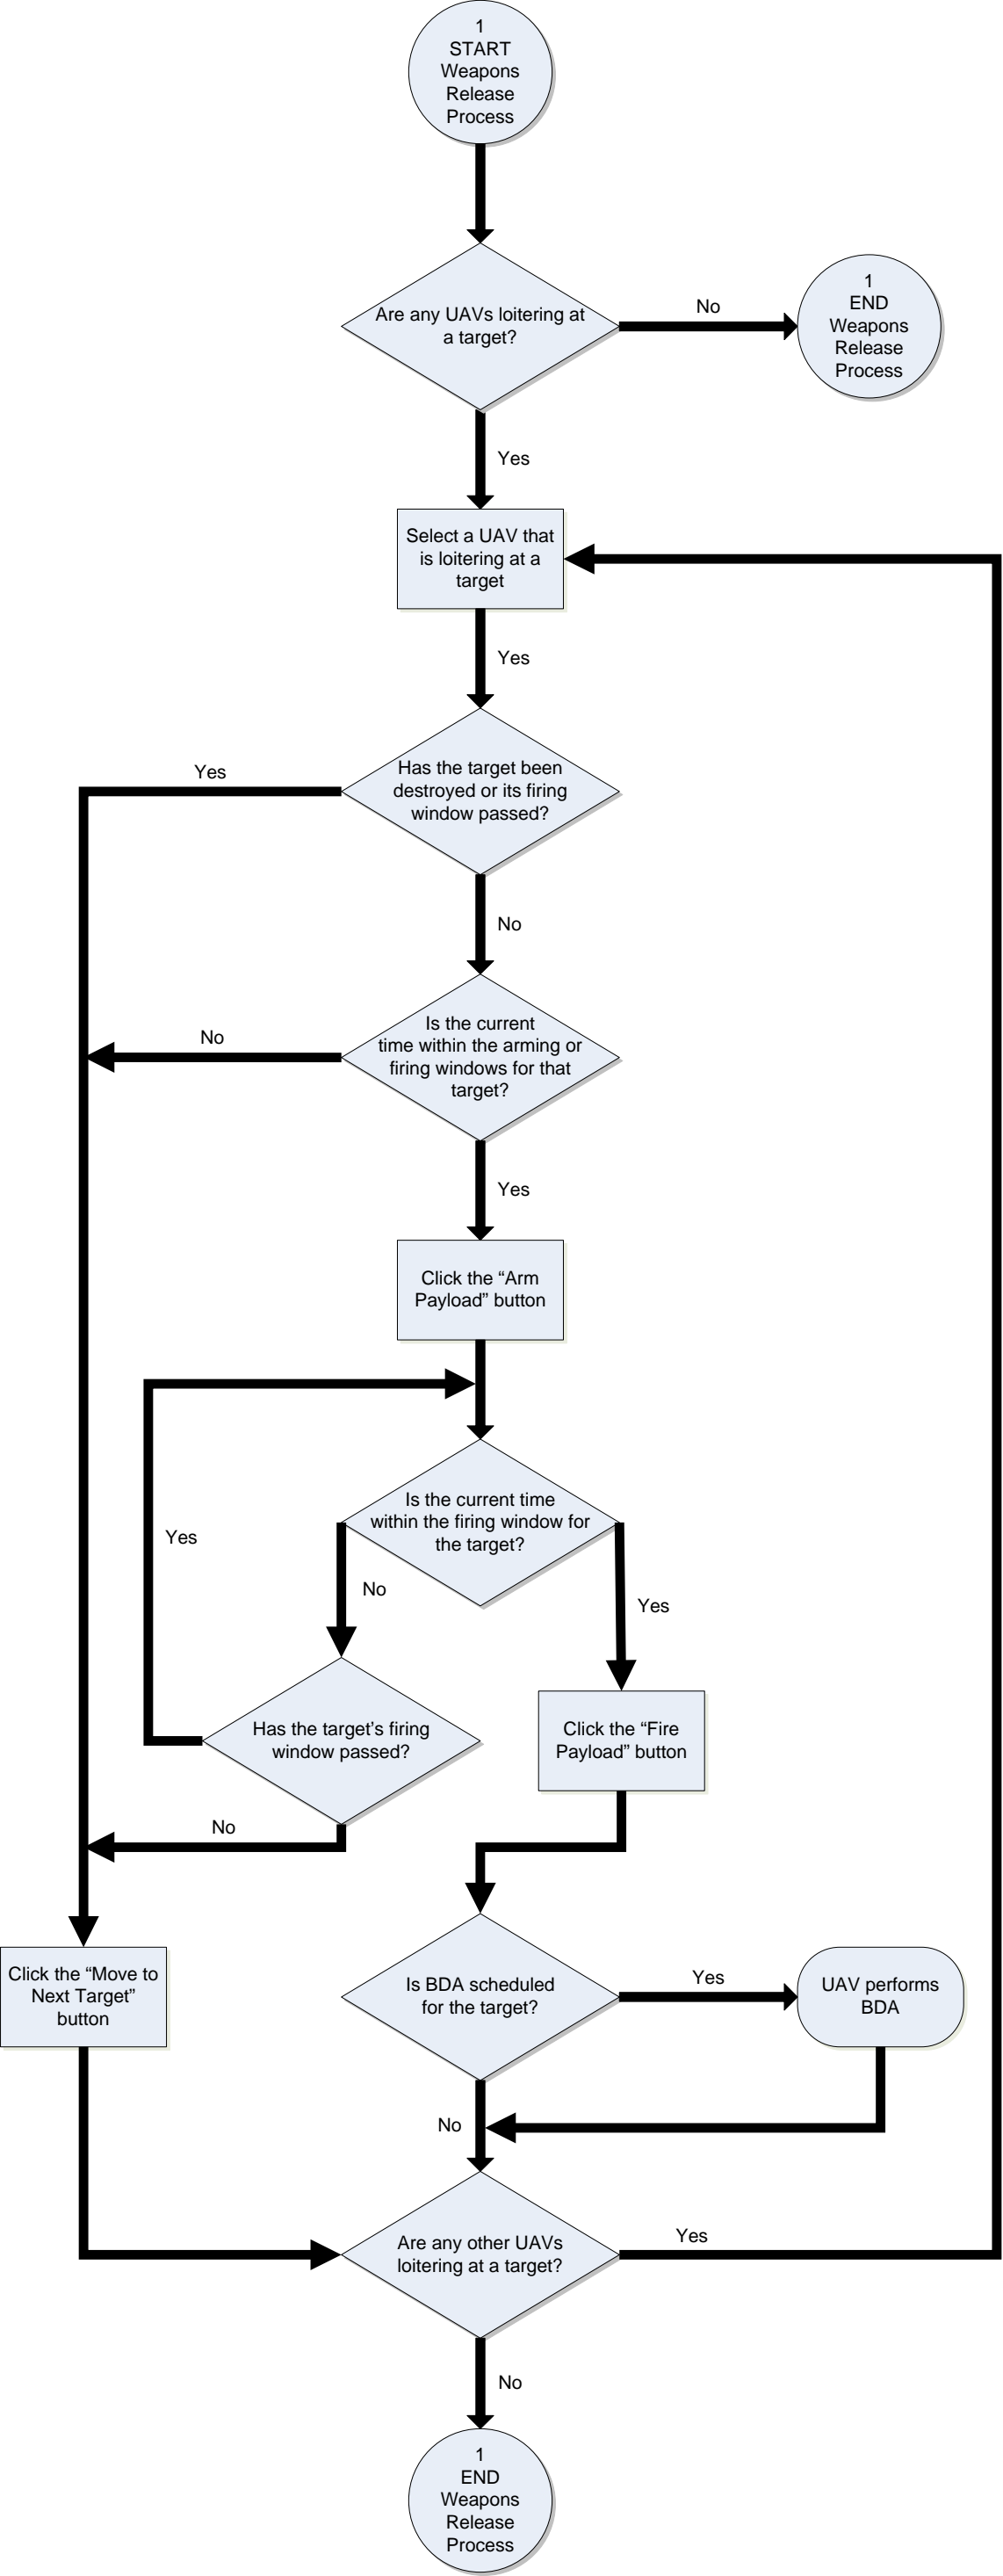 1
START
Weapons
Release
Process
Are any UAVs loitering at
a target?
No
1
END
Weapons
Release
Process
Yes
Select a UAV that
is loitering at a
target
Yes
Has the target been
destroyed or its firing
window passed?
Yes
No
Is the current
time within the arming or
firing windows for that
target?
No
Yes
Click the “Arm
Payload” button
Is the current time
within the firing window for
the target?
Yes
No
Yes
Has the target’s firing
window passed?
Click the “Fire
Payload” button
No
Click the “Move to
Next Target”
button
Is BDA scheduled
for the target?
Yes
UAV performs
BDA
No
Are any other UAVs
loitering at a target?
Yes
No
1
END
Weapons
Release
Process